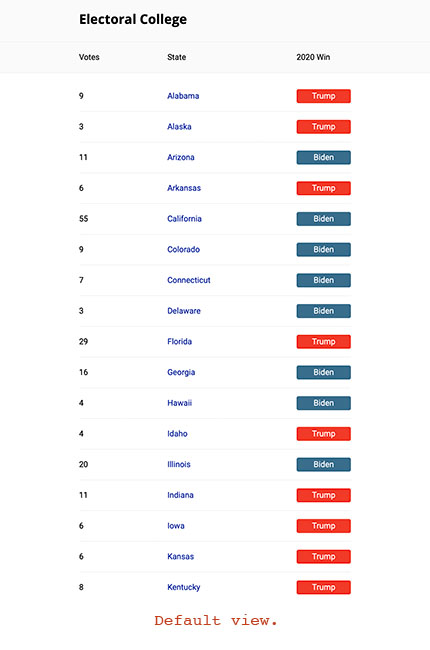 Electoral College
Votes State 2020 Win
9 Alabama Trump
3 Alaska Trump
11 Arizona Biden
6 Arkansas Trump
55 California Biden
9 Colorado Biden
7 Connecticut Biden
3 Delaware Biden
29 Florida Trump
16 Georgia Biden
4 Hawaii Biden
4 Idaho Trump
20 Illinois Biden
11 Indiana Trump
6 Iowa Trump
6 Kansas Trump
8 Kentucky Trump
Default view.